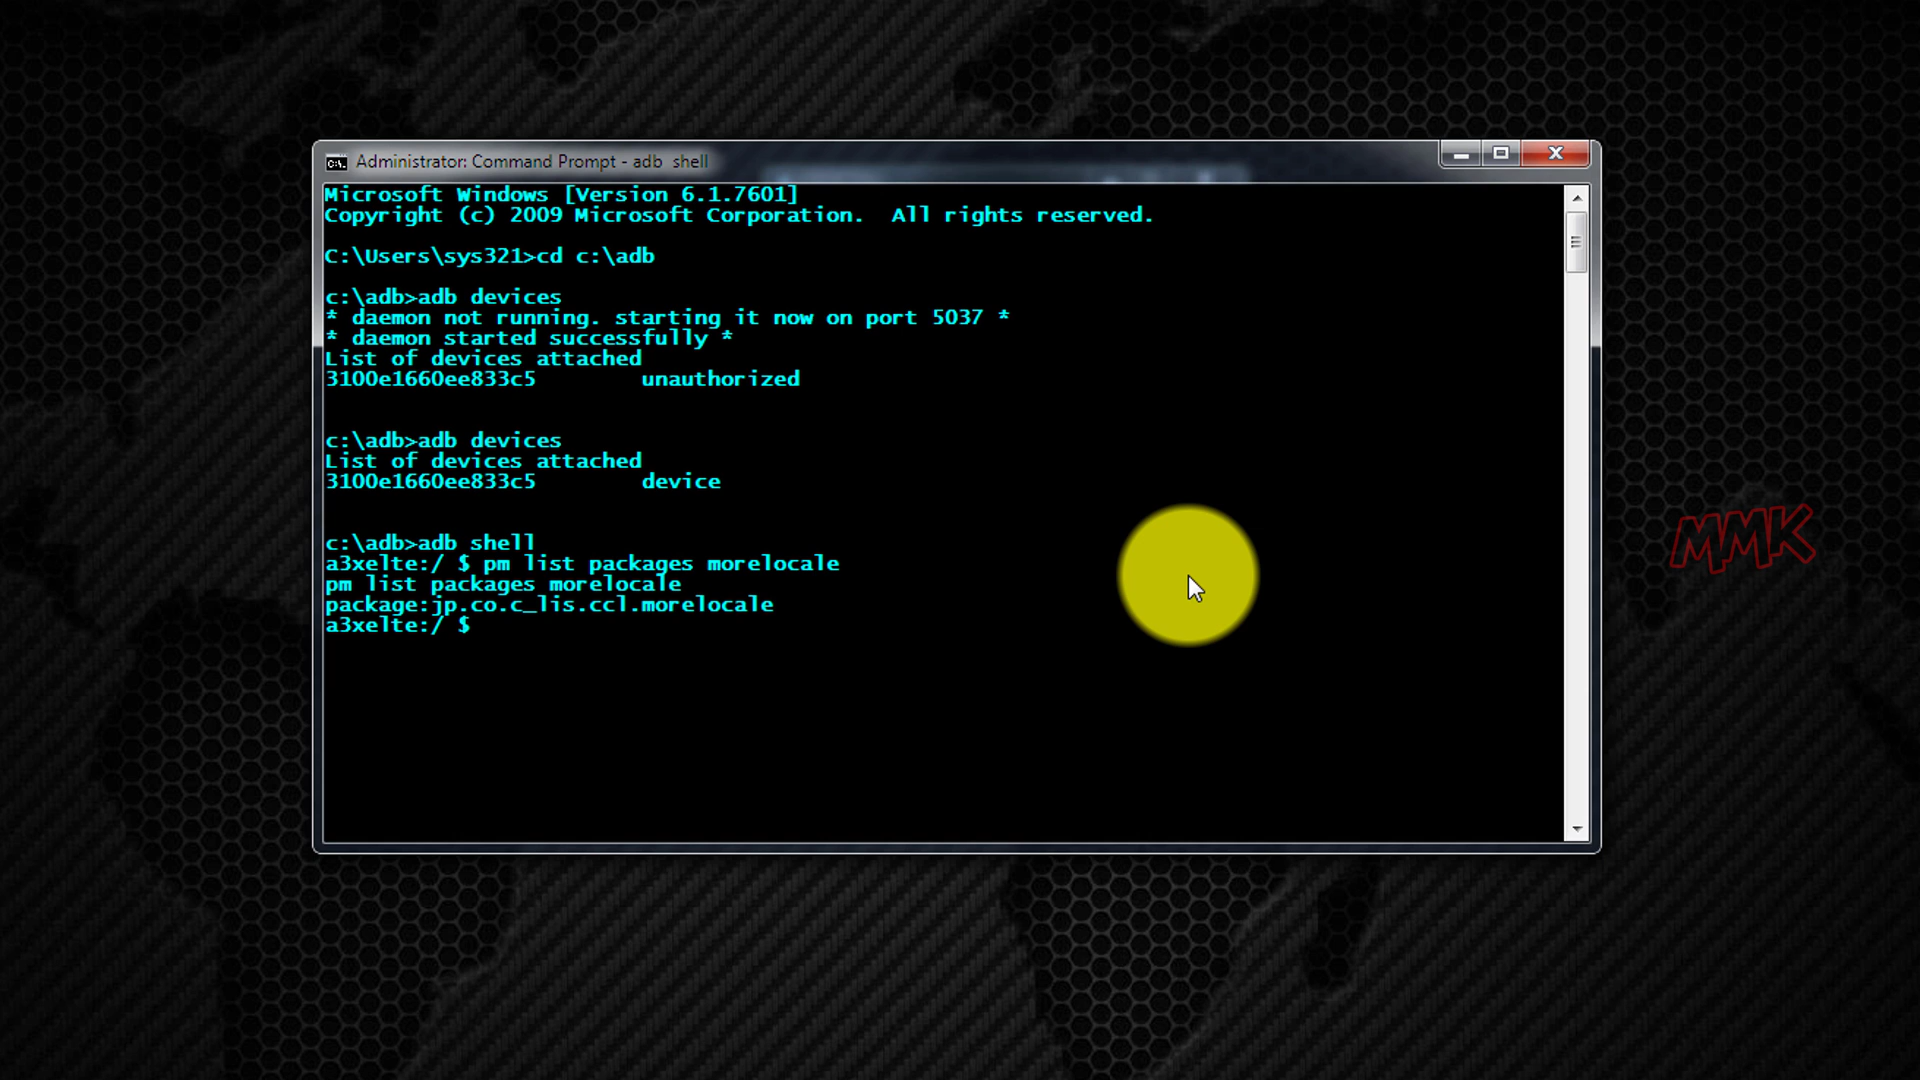 Administrator: Command Prompt - adb  shell
Microsoft Windows [Version 6.1.7601]
Copyright (c) 2009 Microsoft Corporation.  All rights reserved.
C:\Users\sys321>cd c:\adb
c:\adb>adb devices
* daemon not running. starting it now on port 5037 *
* daemon started successfully *
List of devices attached
3100e1660ee833c5        unauthorized
c:\adb>adb devices
List of devices attached
3100e1660ee833c5        device
c:\adb>adb shell
a3xelte:/ $ pm list packages morelocale
pm list packages morelocale
package:jp.co.c_lis.ccl.morelocale
a3xelte:/ $
MMK